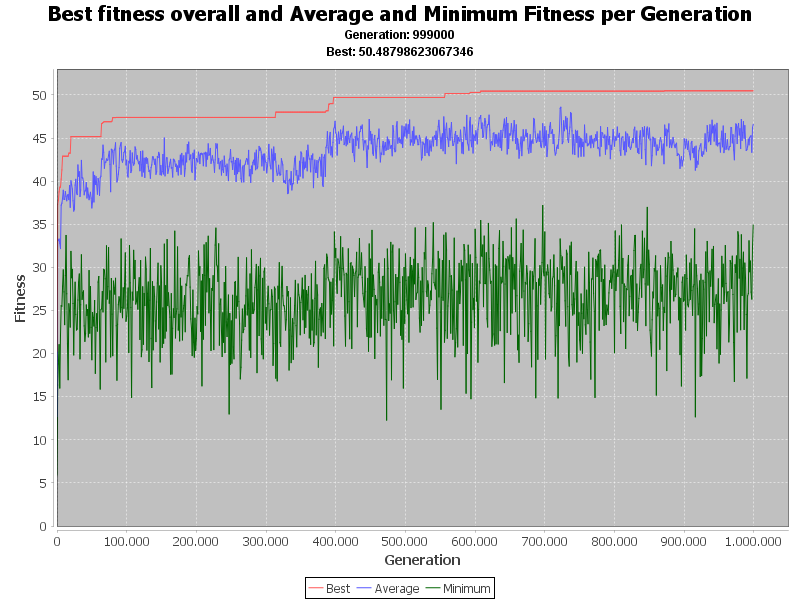 Best fitness overall and Average and Minimum Fitness per Generation
Generation: 999000
Best: 50.48798623067346
50
45
40
35
30
25
20
15
10
5
0
Fitness
0 100.000 200.000 300.000 400.000 500.000 600.000 700.000 800.000 900.000 1.000.000
Generation
Best Average Minimum